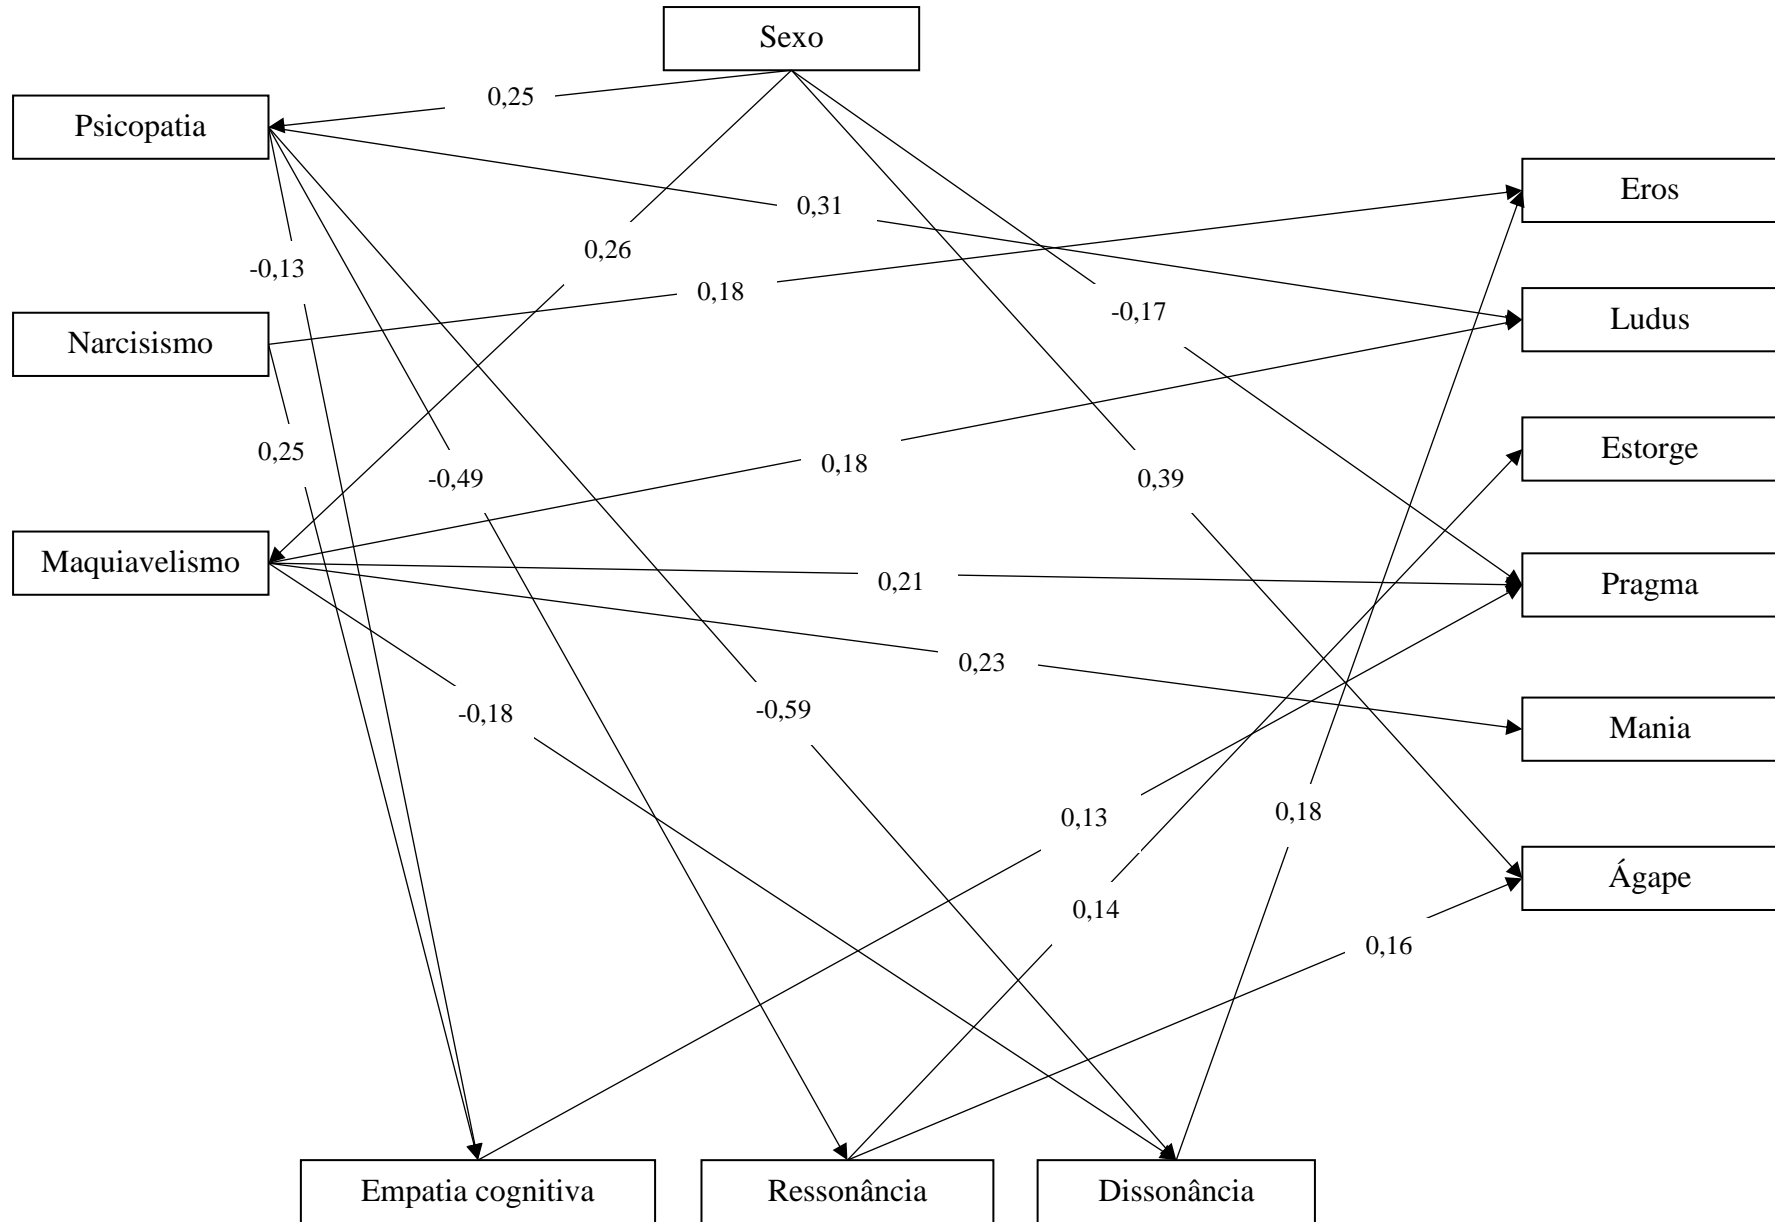 Sexo
0,25
Psicopatia
Eros
0,31
0,26
-0,13
0,18
-0,17
Ludus
Narcisismo
0,25
-0,49
0,18
0,39
Estorge
Maquiavelismo
0,21
Pragma
0,23
-0,18
-0,59
Mania
0,13
0,18
Ágape
0,14
0,16
Empatia cognitiva
Ressonância
Dissonância